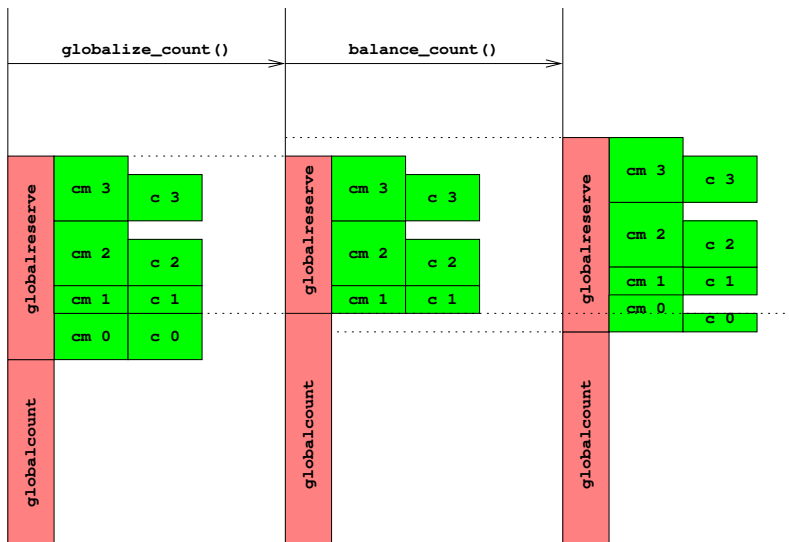 globalize_count()
balance_count()
globalreserve
cm 3
c 3
cm 2
c 2
cm 1
c 1
cm 0
c 0
globalcount
globalreserve
cm 3
c 3
cm 2
c 2
cm 1
c 1
globalcount
globalreserve
cm 3
c 3
cm 2
c 2
cm 1
c 1
cm 0
c 0
globalcount